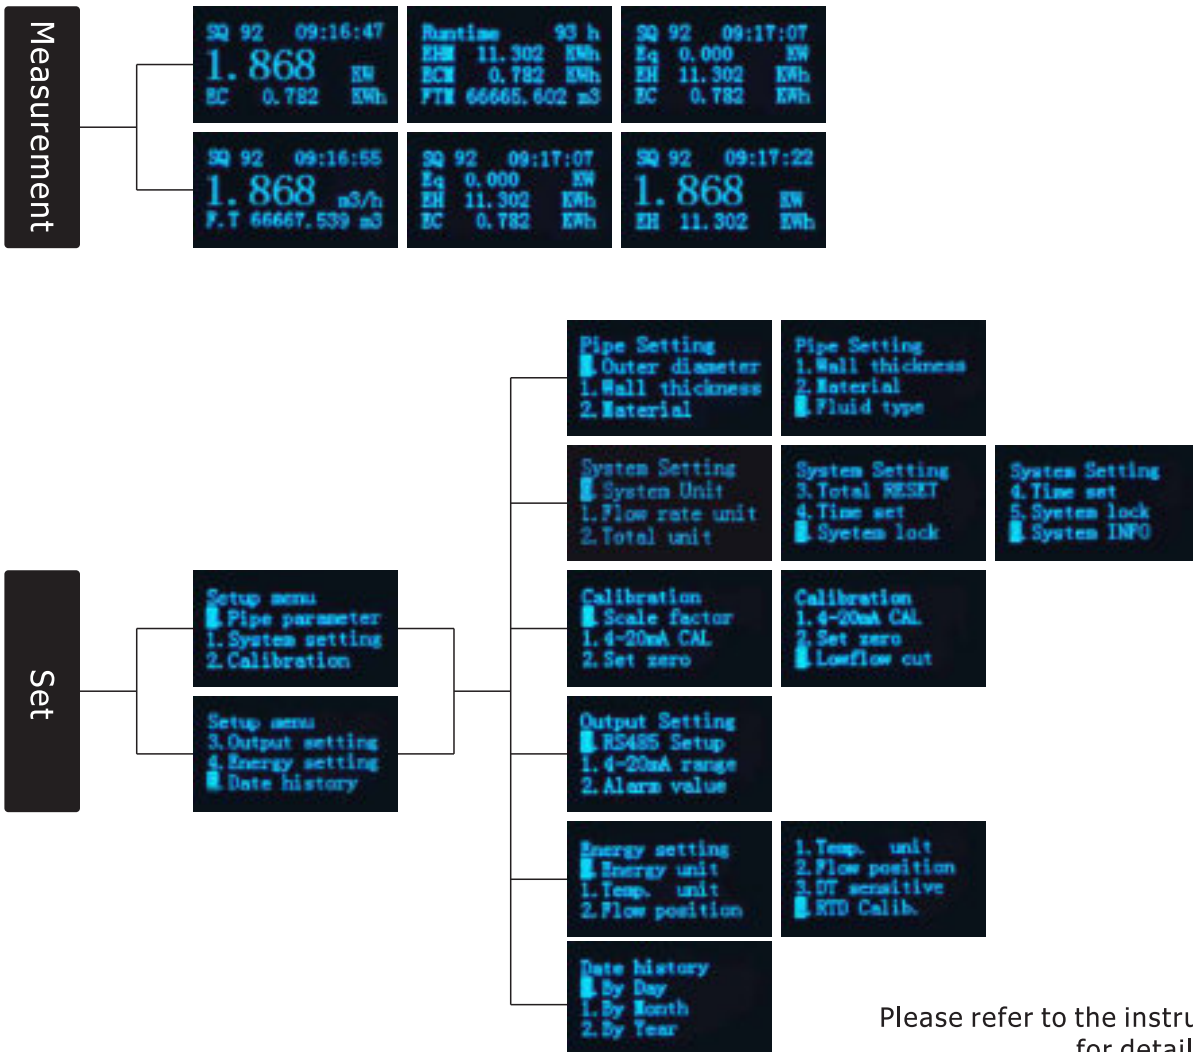 Measurement
SQ 92 09:16:47
1.868 KW
EC 0.782 KWh
Runtime 93 h
EHM 11.302 KWh
ECM 0.782 KWh
FTM 66665.602 m3
SQ 92 09:17:07
Eq 0.000 KW
EH 11.302 KWh
EC 0.782 KWh
SQ 92 09:16:55
1.868 m3/h
F.T 66667.539 m3
SQ 92 09:17:07
Eq 0.000 KW
EH 11.302 KWh
EC 0.782 KWh
SQ 92 09:17:22
1.868 KW
EH 11.302 KWh
Set
Setup menu
Pipe parameter
1.System setting
2.Calibration
Setup menu
3.Output setting
4.Energy setting
Date history
Pipe Setting
Outer diameter
1.Wall thickness
2.Material
Pipe Setting
1.Wall thickness
2.Material
Fluid type
System Setting
System Unit
1.Flow rate unit
2.Total unit
System Setting
3.Total RESET
4.Time set
Syetem lock
System Setting
4.Time set
5.System lock
System INFO
Calibration
Scale factor
1.4-20mA CAL
2.Set zero
Calibration
1.4-20mA CAL
2.Set zero
Lowflow cut
Output Setting
RS485 Setup
1.4-20mA range
2.Alarm value
Energy setting
Energy unit
1.Temp. unit
2.Flow position
1.Temp. unit
2.Flow position
3.DT sensitive
RTD Calib.
Date history
By Day
1.By Month
2.By Year
Please refer to the instru
for detail